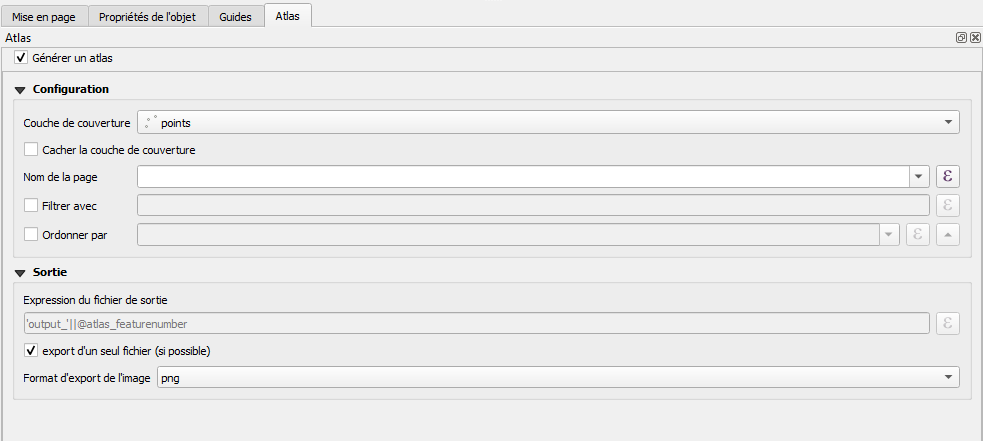 Mise en page Propriétés de l'objet Guides Atlas
Atlas
Générer un atlas
Configuration
Couche de couverture points
Cacher la couche de couverture
Nom de la page ε
Filtrer avec ε
Ordonner par ε
Sortie
Expression du fichier de sortie
'output_'||@atlas_featurenumber ε
export d'un seul fichier (si possible)
Format d'export de l'image png